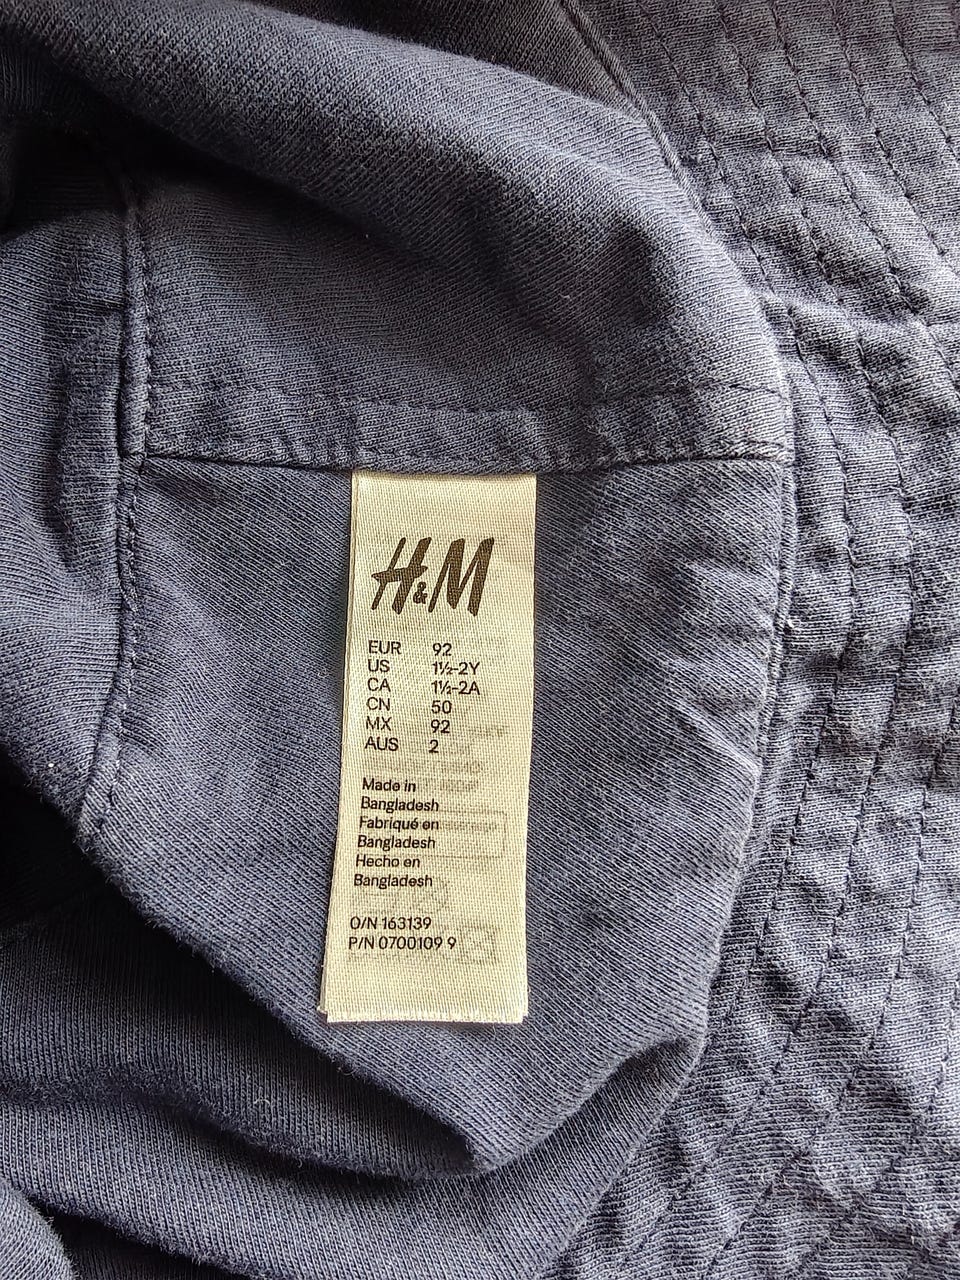 H&M
EUR 92
US 1½-2Y
CA 1½-2A
CN 50
MX 92
AUS 2
Made in
Bangladesh
Fabriqué en
Bangladesh
Hecho en
Bangladesh
O/N 163139
P/N 0700109 9